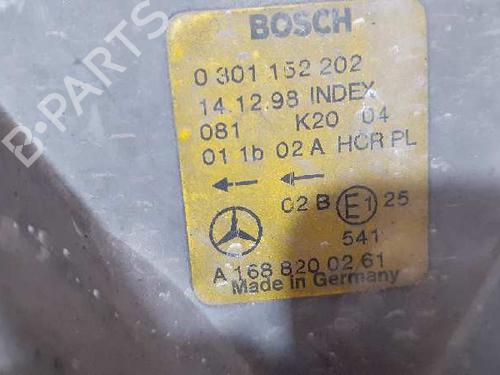 BOSCH
0 301 152 202
14.12.98 INDEX
081 K20 04
01 1b 02 A HCR PL
02 B E1 25
541
A 168 820 02 61
Made in Germany
B-PARTS